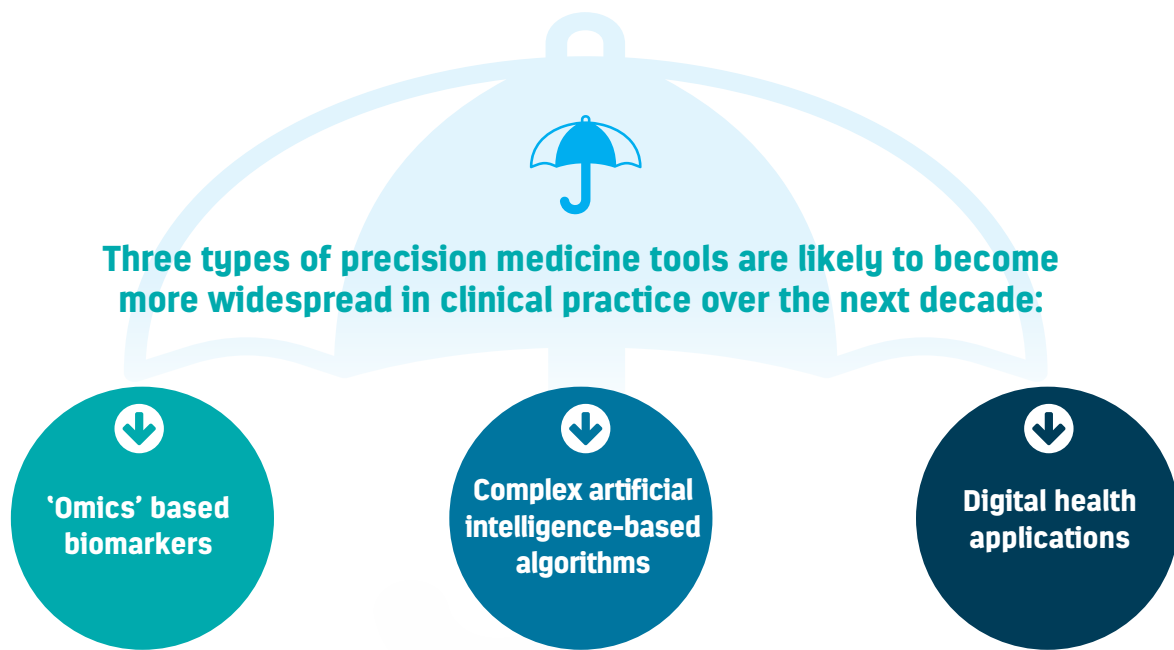 Three types of precision medicine tools are likely to become
more widespread in clinical practice over the next decade:
‘Omics’ based
biomarkers
Complex artificial
intelligence-based
algorithms
Digital health
applications